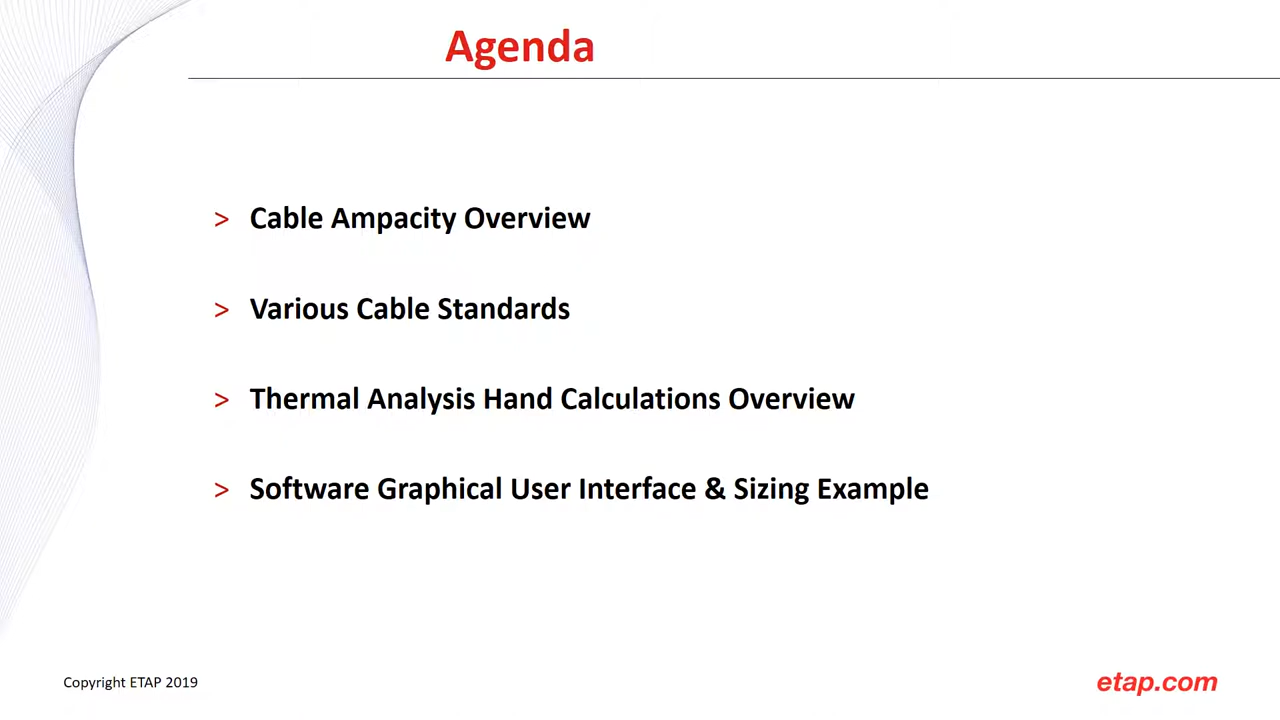 Agenda
> Cable Ampacity Overview
> Various Cable Standards
> Thermal Analysis Hand Calculations Overview
> Software Graphical User Interface & Sizing Example
Copyright ETAP 2019
etap.com